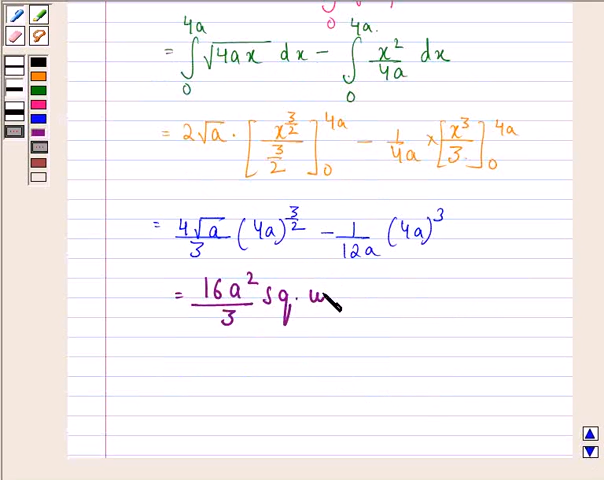 = ∫₀^{4a} √(4ax) dx − ∫₀^{4a.} x²/4a dx
= 2√a · [x^{3/2}/(3/2)]₀^{4a} − 1/4a × [x³/3]₀^{4a}
= 4√a/3 (4a)^{3/2} − 1/12a (4a)³
= 16a²/3 sq. u